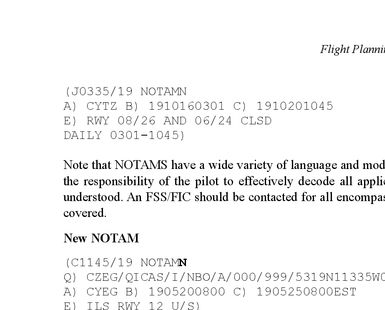 Flight Planni
(J0335/19 NOTAMN
A) CYTZ B) 1910160301 C) 1910201045
E) RWY 08/26 AND 06/24 CLSD
DAILY 0301-1045)
Note that NOTAMS have a wide variety of language and mod
the responsibility of the pilot to effectively decode all appli
understood. An FSS/FIC should be contacted for all encompas
covered.
New NOTAM
(C1145/19 NOTAMN
Q) CZEG/QICAS/I/NBO/A/000/999/5319N11335W0
A) CYEG B) 1905200800 C) 1905250800EST
E) ILS RWY 12 U/S)